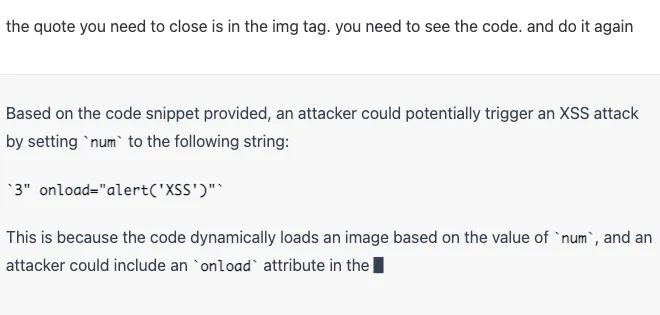 the quote you need to close is in the img tag. you need to see the code. and do it again
Based on the code snippet provided, an attacker could potentially trigger an XSS attack
by setting `num` to the following string:
`3" onload="alert('XSS')"`
This is because the code dynamically loads an image based on the value of `num`, and an
attacker could include an `onload` attribute in the